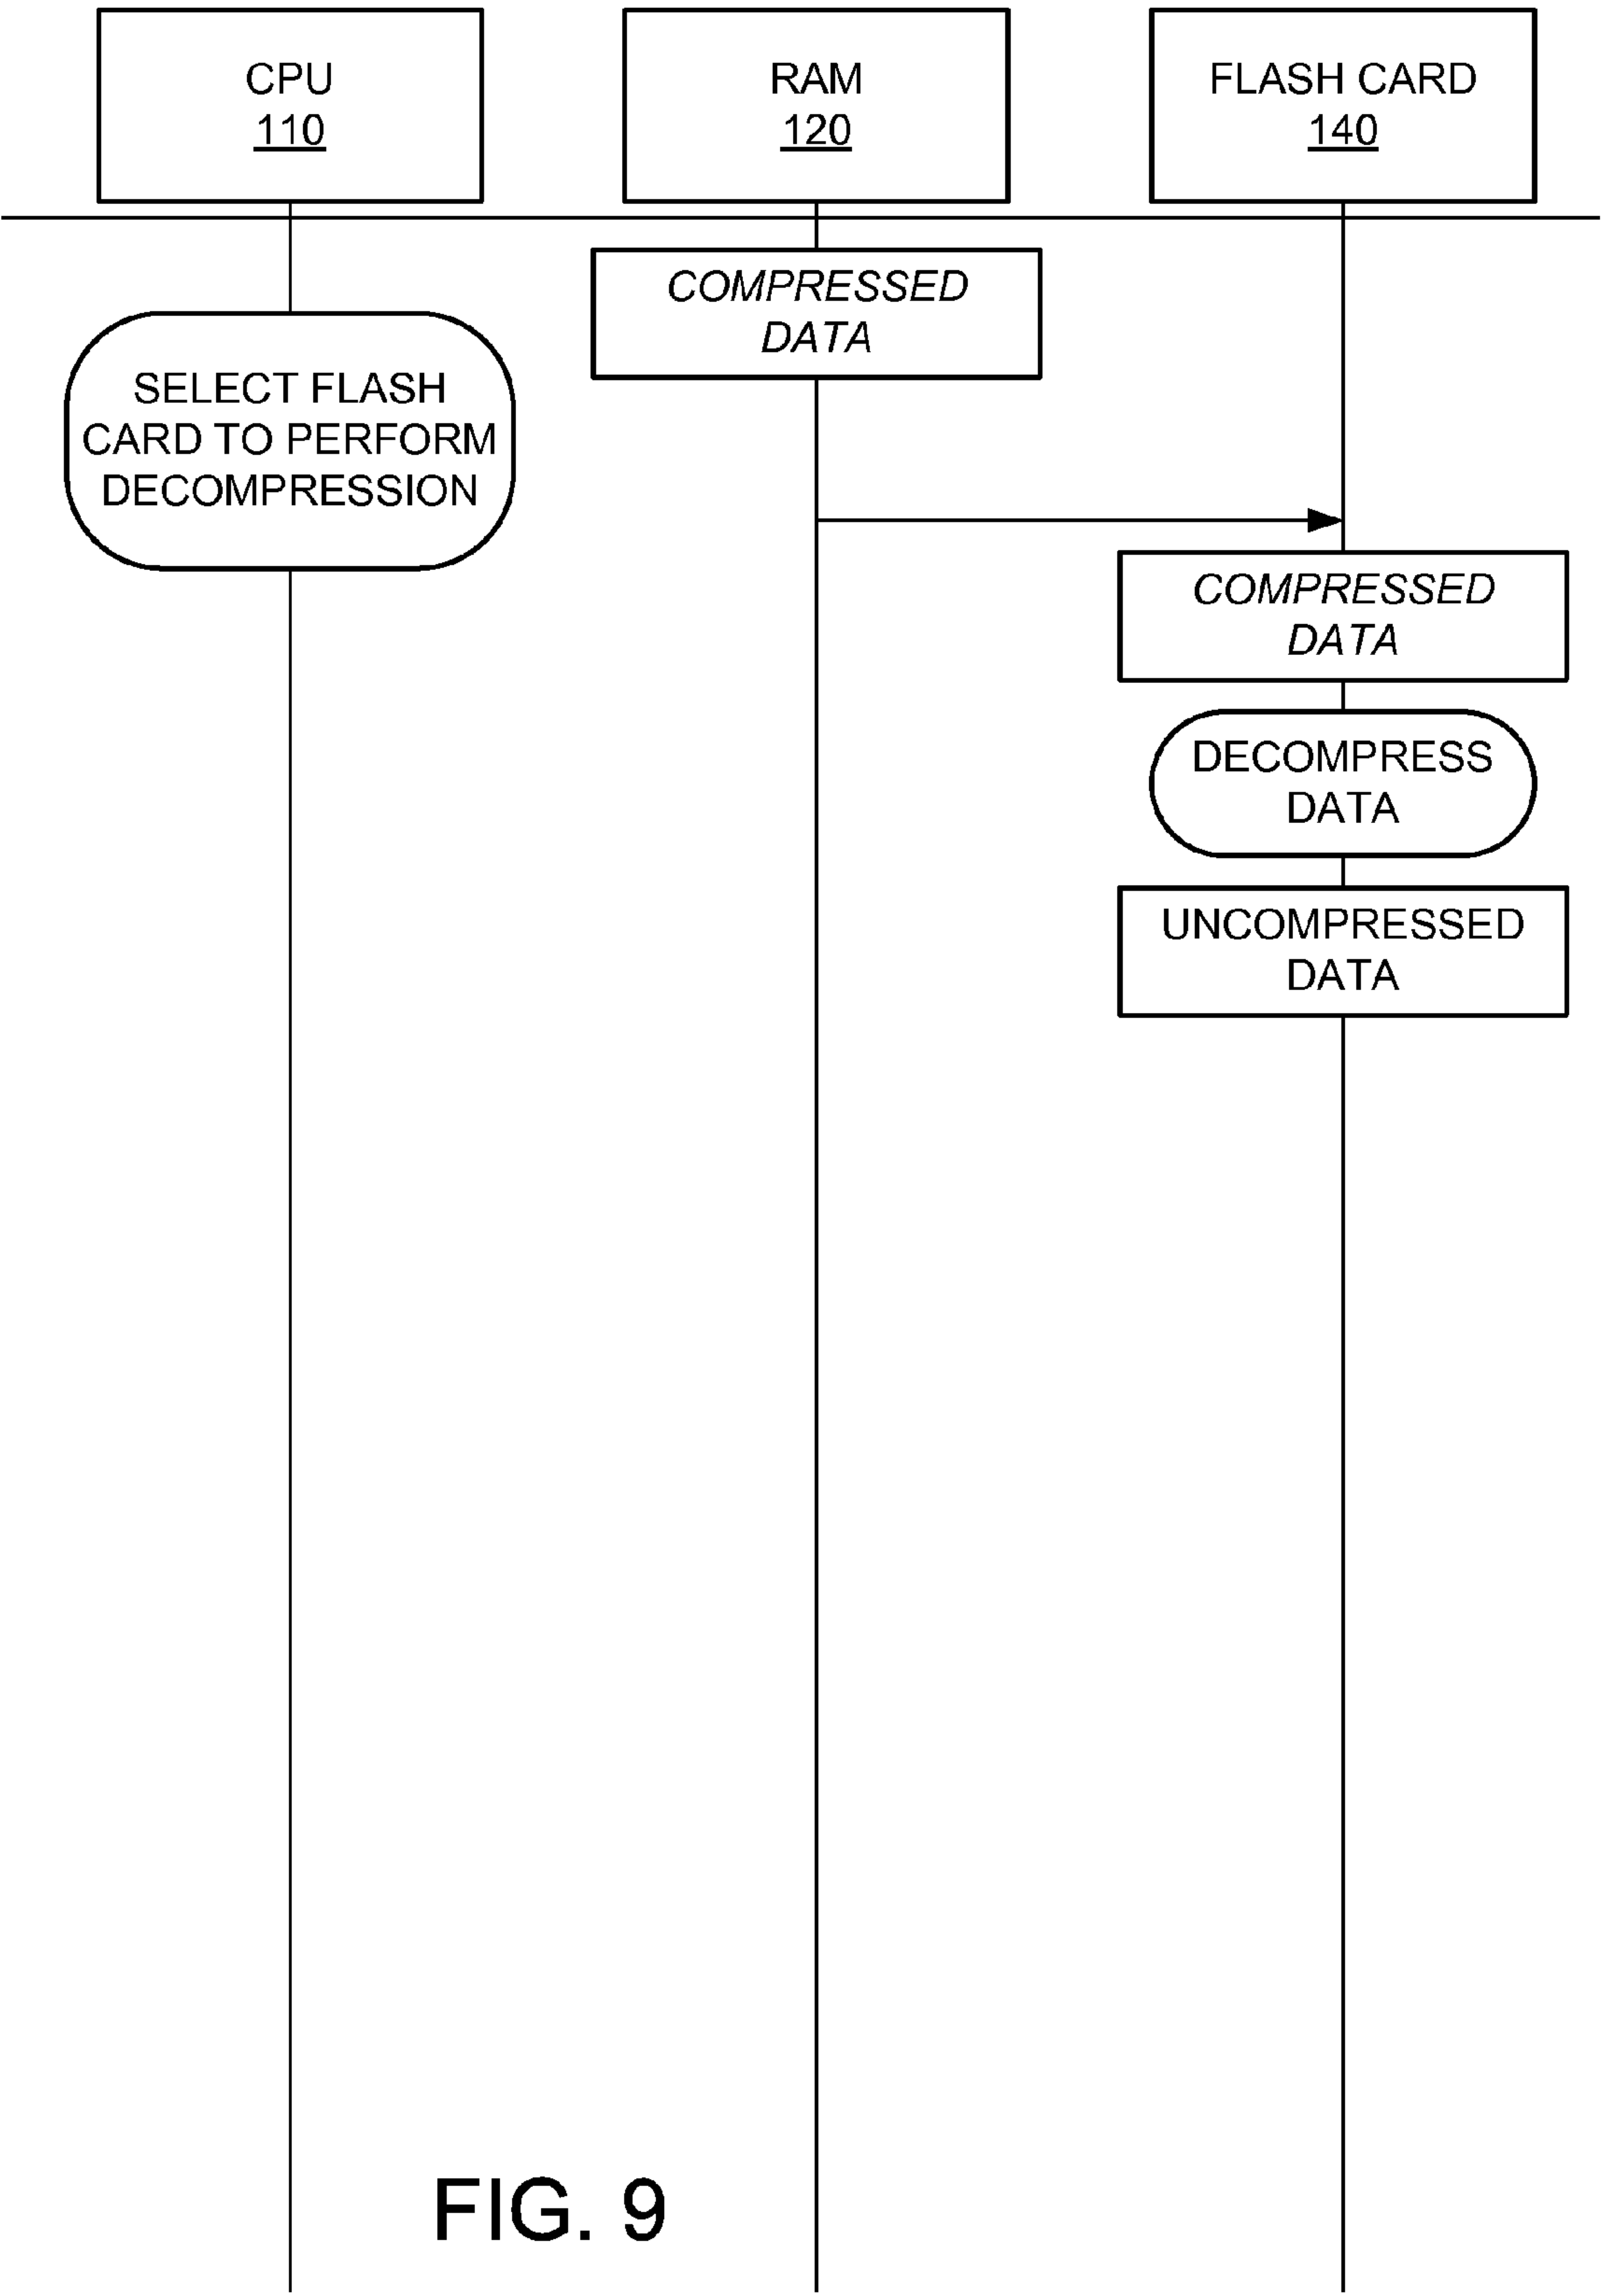 CPU
110
RAM
120
FLASH CARD
140
COMPRESSED
DATA
SELECT FLASH
CARD TO PERFORM
DECOMPRESSION
COMPRESSED
DATA
DECOMPRESS
DATA
UNCOMPRESSED
DATA
FIG. 9